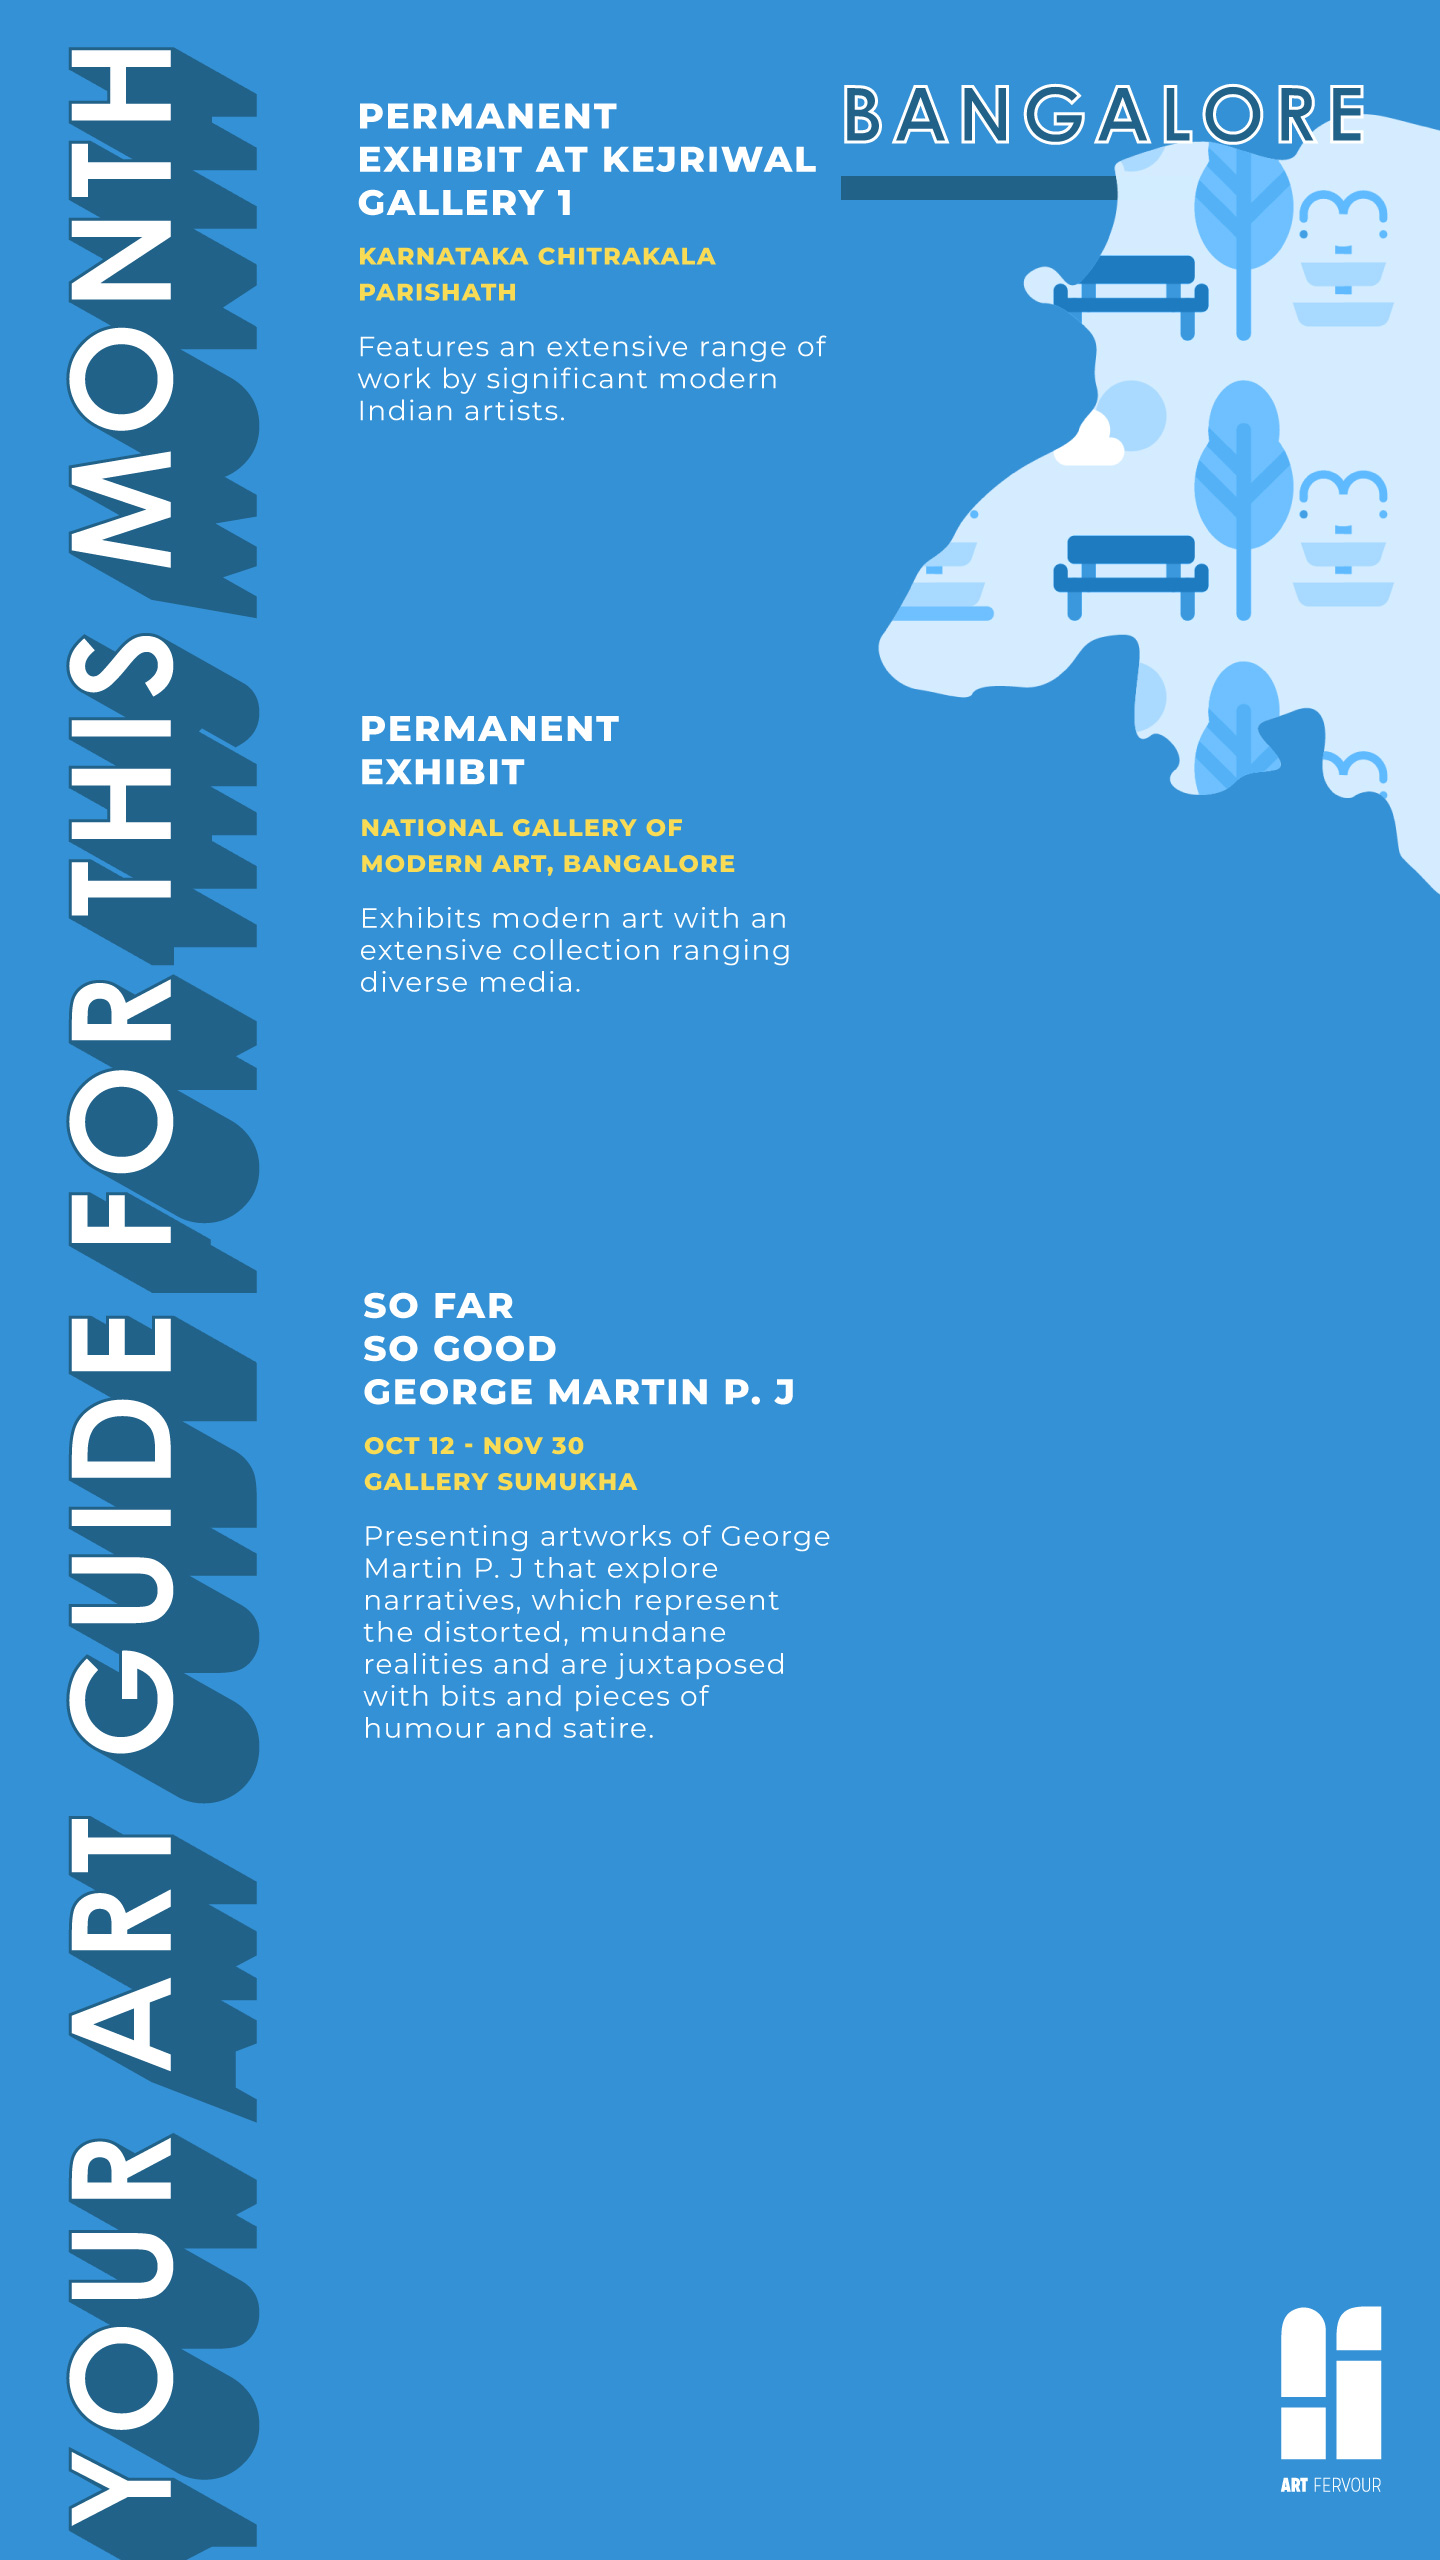 YOUR ART GUIDE FOR THIS MONTH
BANGALORE
PERMANENT
EXHIBIT AT KEJRIWAL
GALLERY 1
KARNATAKA CHITRAKALA
PARISHATH
Features an extensive range of
work by significant modern
Indian artists.
PERMANENT
EXHIBIT
NATIONAL GALLERY OF
MODERN ART, BANGALORE
Exhibits modern art with an
extensive collection ranging
diverse media.
SO FAR
SO GOOD
GEORGE MARTIN P. J
OCT 12 - NOV 30
GALLERY SUMUKHA
Presenting artworks of George
Martin P. J that explore
narratives, which represent
the distorted, mundane
realities and are juxtaposed
with bits and pieces of
humour and satire.
ART FERVOUR